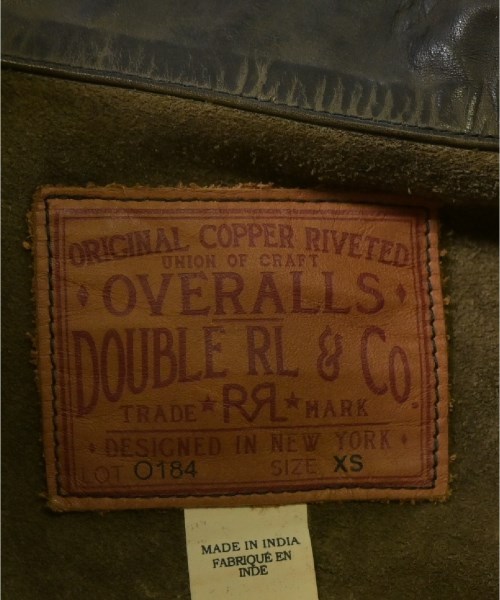 ORIGINAL COPPER RIVETED
UNION OF CRAFT
OVERALLS
DOUBLE RL & CO.
TRADE RRL MARK
DESIGNED IN NEW YORK
LOT 0184 SIZE XS
MADE IN INDIA
FABRIQUÉ EN
INDE